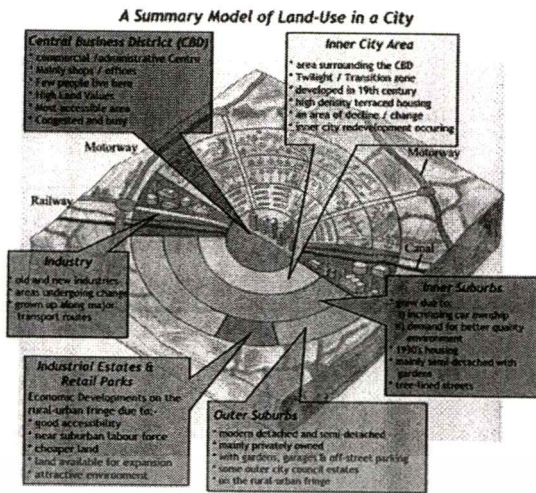 A Summary Model of Land-Use in a City
Central Business District (CBD)
* commercial /administrative Centre
* Mainly shops / offices
* Few people live here
* High Land Values
* Most accessible area
* Congested and busy
Inner City Area
* area surrounding the CBD
* Twilight / Transition zone
* developed in 19th century
* high density terraced housing
* an area of decline / change
* inner city redevelopment occuring
Motorway
Motorway
Railway
Canal
Industry
* old and new industries
* areas undergoing change
* grown up along major
transport routes
Inner Suburbs
* grew due to:
i) increasing car ownership
ii) demand for better quality
environment
* 1930's housing
* mainly semi-detached with
gardens
* tree-lined streets
Industrial Estates &
Retail Parks
Economic Developments on the
rural-urban fringe due to:-
* good accessibility
* near suburban labour force
* cheaper land
* land available for expansion
* attractive environment
Outer Suburbs
* modern detached and semi-detached
* mainly privately owned
* with gardens, garages & off-street parking
* some outer city council estates
* on the rural-urban fringe